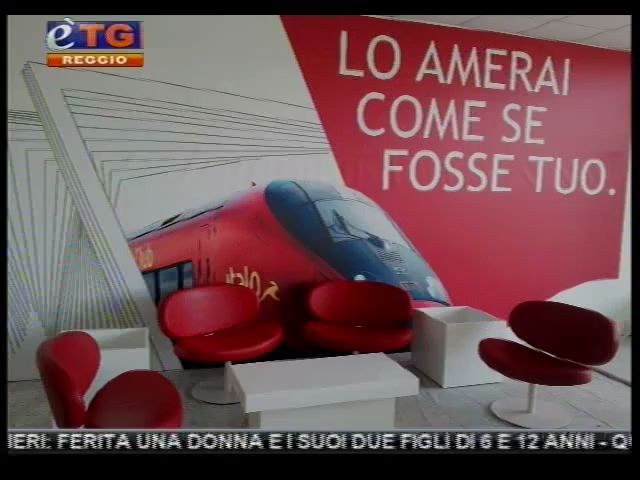 èTG
REGGIO
LO AMERAI
COME SE
FOSSE TUO.
Club
italo
IERI: FERITA UNA DONNA E I SUOI DUE FIGLI DI 6 E 12 ANNI - Q